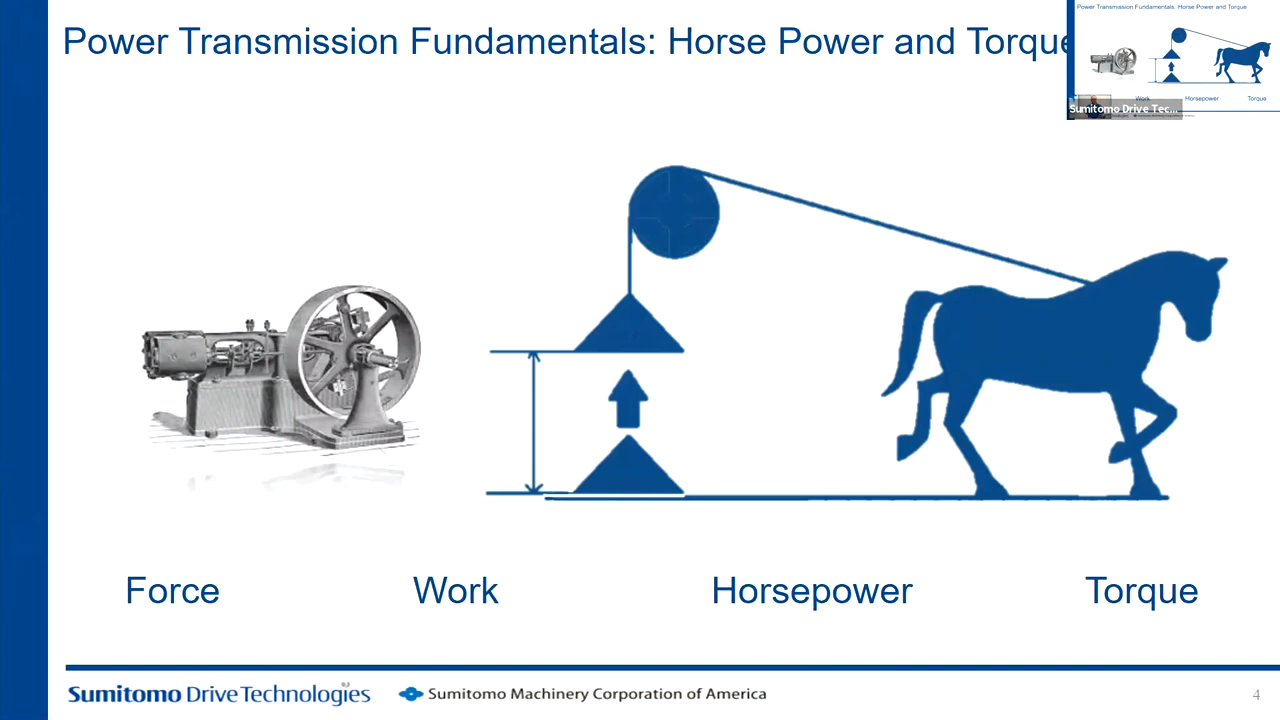 Power Transmission Fundamentals: Horse Power and Torque
Power Transmission Fundamentals: Horse Power and Torque
Work Horsepower Torque
Sumitomo Drive Tec...
Force Work Horsepower Torque
Sumitomo Drive Technologies
Sumitomo Machinery Corporation of America
4